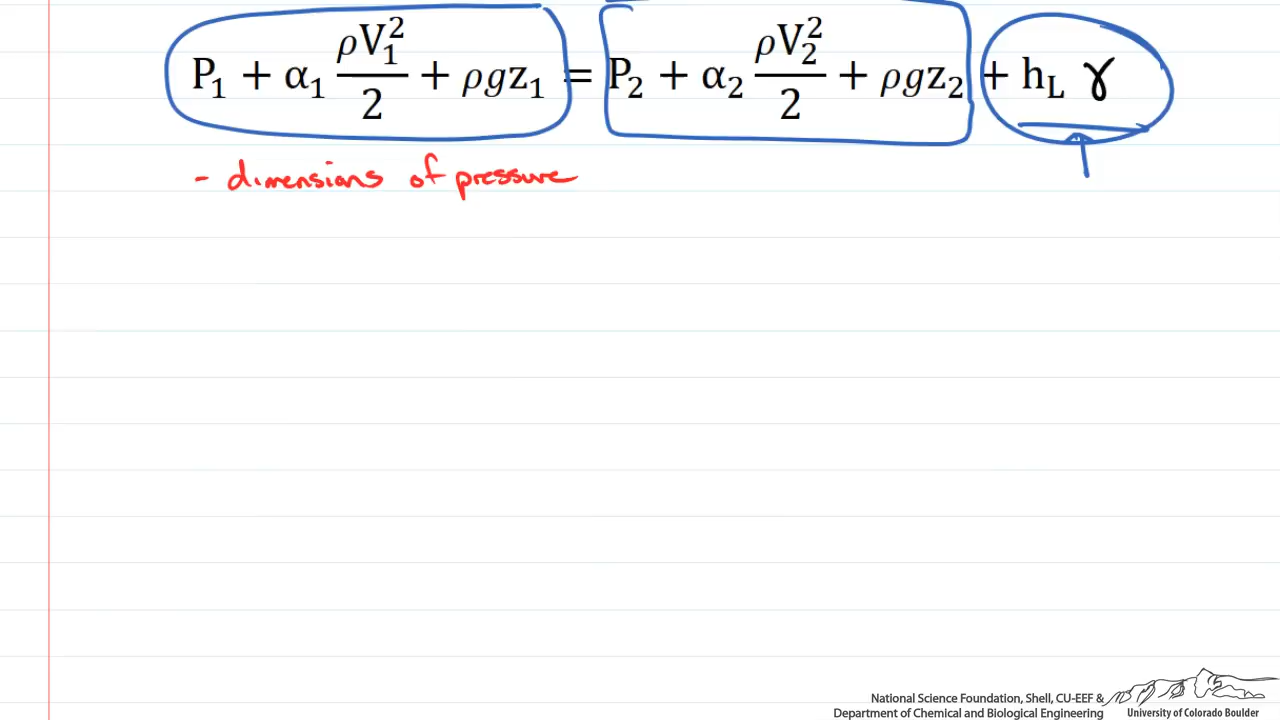 P₁ + α₁ ρV₁²/2 + ρgz₁ = P₂ + α₂ ρV₂²/2 + ρgz₂ + h_L γ
- dimensions of pressure
National Science Foundation, Shell, CU-EEF &
Department of Chemical and Biological Engineering
University of Colorado Boulder